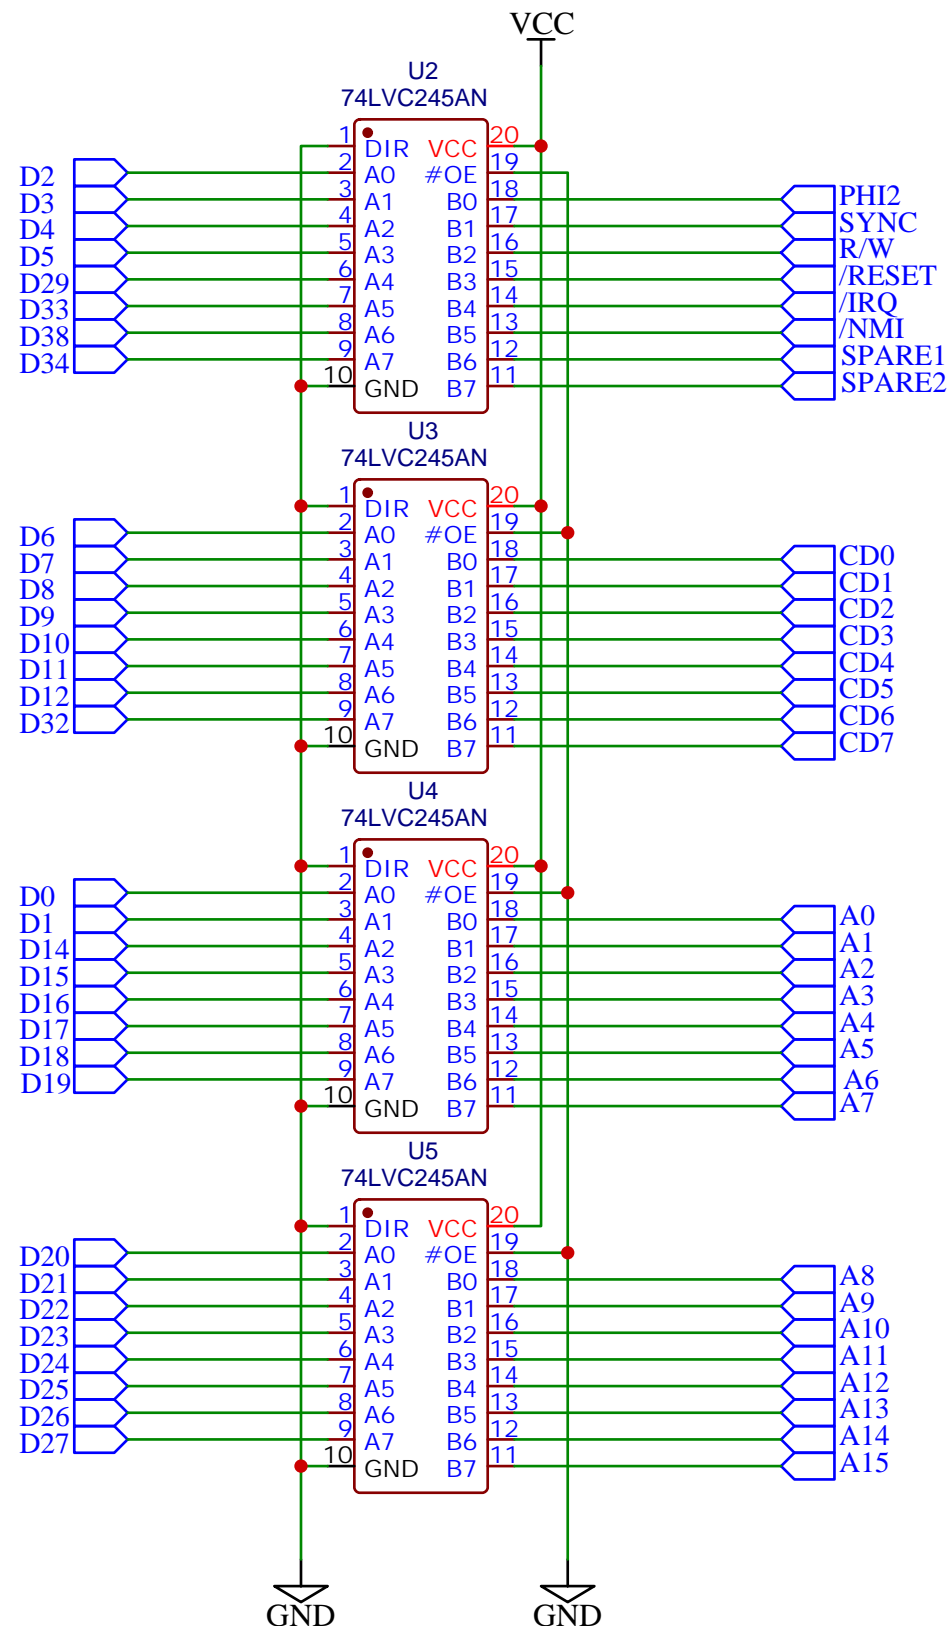 VCC
U2
74LVC245AN
1 DIR VCC 20
D2 2 A0 #OE 19
D3 3 A1 B0 18 PHI2
D4 4 A2 B1 17 SYNC
D5 5 A3 B2 16 R/W
D29 6 A4 B3 15 /RESET
D33 7 A5 B4 14 /IRQ
D38 8 A6 B5 13 /NMI
D34 9 A7 B6 12 SPARE1
10 GND B7 11 SPARE2
U3
74LVC245AN
1 DIR VCC 20
D6 2 A0 #OE 19
D7 3 A1 B0 18 CD0
D8 4 A2 B1 17 CD1
D9 5 A3 B2 16 CD2
D10 6 A4 B3 15 CD3
D11 7 A5 B4 14 CD4
D12 8 A6 B5 13 CD5
D32 9 A7 B6 12 CD6
10 GND B7 11 CD7
U4
74LVC245AN
1 DIR VCC 20
D0 2 A0 #OE 19
D1 3 A1 B0 18 A0
D14 4 A2 B1 17 A1
D15 5 A3 B2 16 A2
D16 6 A4 B3 15 A3
D17 7 A5 B4 14 A4
D18 8 A6 B5 13 A5
D19 9 A7 B6 12 A6
10 GND B7 11 A7
U5
74LVC245AN
1 DIR VCC 20
D20 2 A0 #OE 19
D21 3 A1 B0 18 A8
D22 4 A2 B1 17 A9
D23 5 A3 B2 16 A10
D24 6 A4 B3 15 A11
D25 7 A5 B4 14 A12
D26 8 A6 B5 13 A13
D27 9 A7 B6 12 A14
10 GND B7 11 A15
GND GND